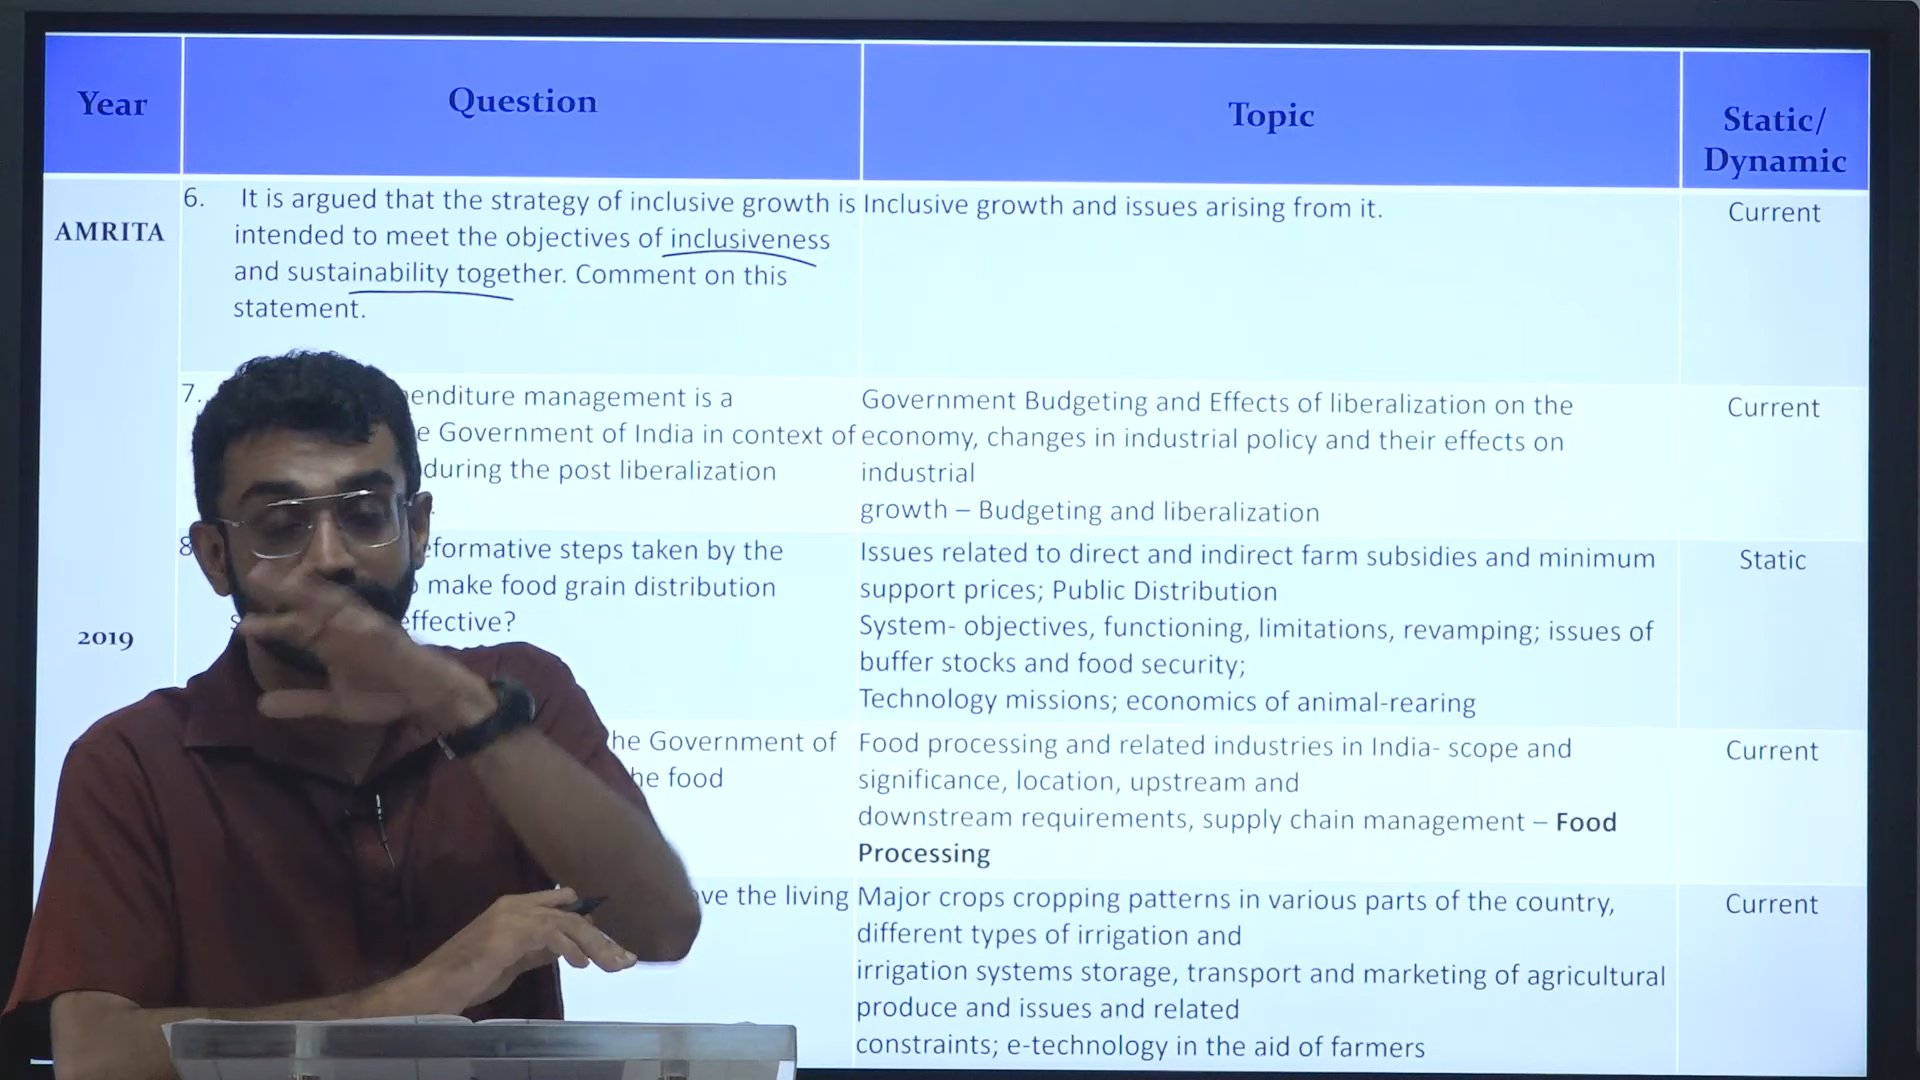 Year
Question
Topic
Static/
Dynamic
AMRITA
6. It is argued that the strategy of inclusive growth is
intended to meet the objectives of inclusiveness
and sustainability together. Comment on this
statement.
Inclusive growth and issues arising from it.
Current
7.
management is a
Government of India in context of
during the post liberalization
Government Budgeting and Effects of liberalization on the
economy, changes in industrial policy and their effects on
industrial
growth – Budgeting and liberalization
Current
2019
8
steps taken by the
make food grain distribution
Issues related to direct and indirect farm subsidies and minimum
support prices; Public Distribution
System- objectives, functioning, limitations, revamping; issues of
buffer stocks and food security;
Technology missions; economics of animal-rearing
Static
Government of
food
Food processing and related industries in India- scope and
significance, location, upstream and
downstream requirements, supply chain management – Food
Processing
Current
the living
Major crops cropping patterns in various parts of the country,
different types of irrigation and
irrigation systems storage, transport and marketing of agricultural
produce and issues and related
constraints; e-technology in the aid of farmers
Current